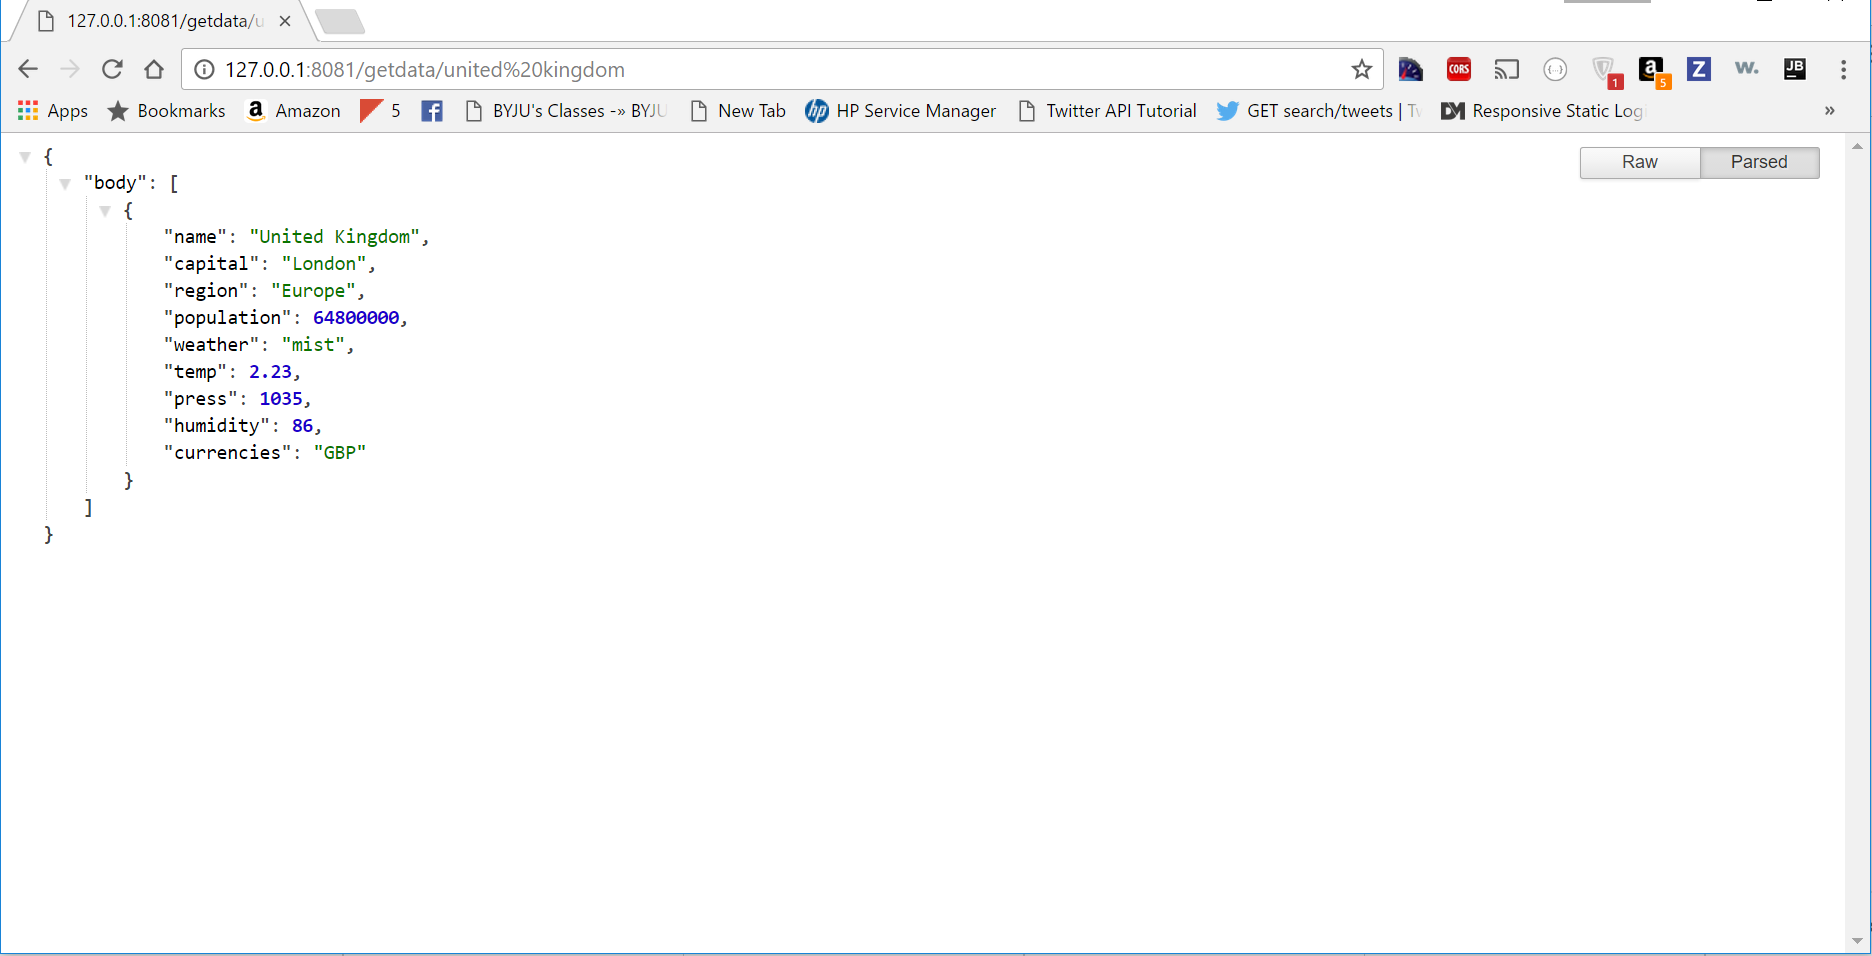 127.0.0.1:8081/getdata/u
127.0.0.1:8081/getdata/united%20kingdom
CORS
{...}
1
a
5
Z
w.
JB
Apps
Bookmarks
a
Amazon
5
f
BYJU's Classes -» BYJU
New Tab
hp
HP Service Manager
Twitter API Tutorial
GET search/tweets | Tw
DM
Responsive Static Log
»
Raw
Parsed
{
"body": [
{
"name": "United Kingdom",
"capital": "London",
"region": "Europe",
"population": 64800000,
"weather": "mist",
"temp": 2.23,
"press": 1035,
"humidity": 86,
"currencies": "GBP"
}
]
}